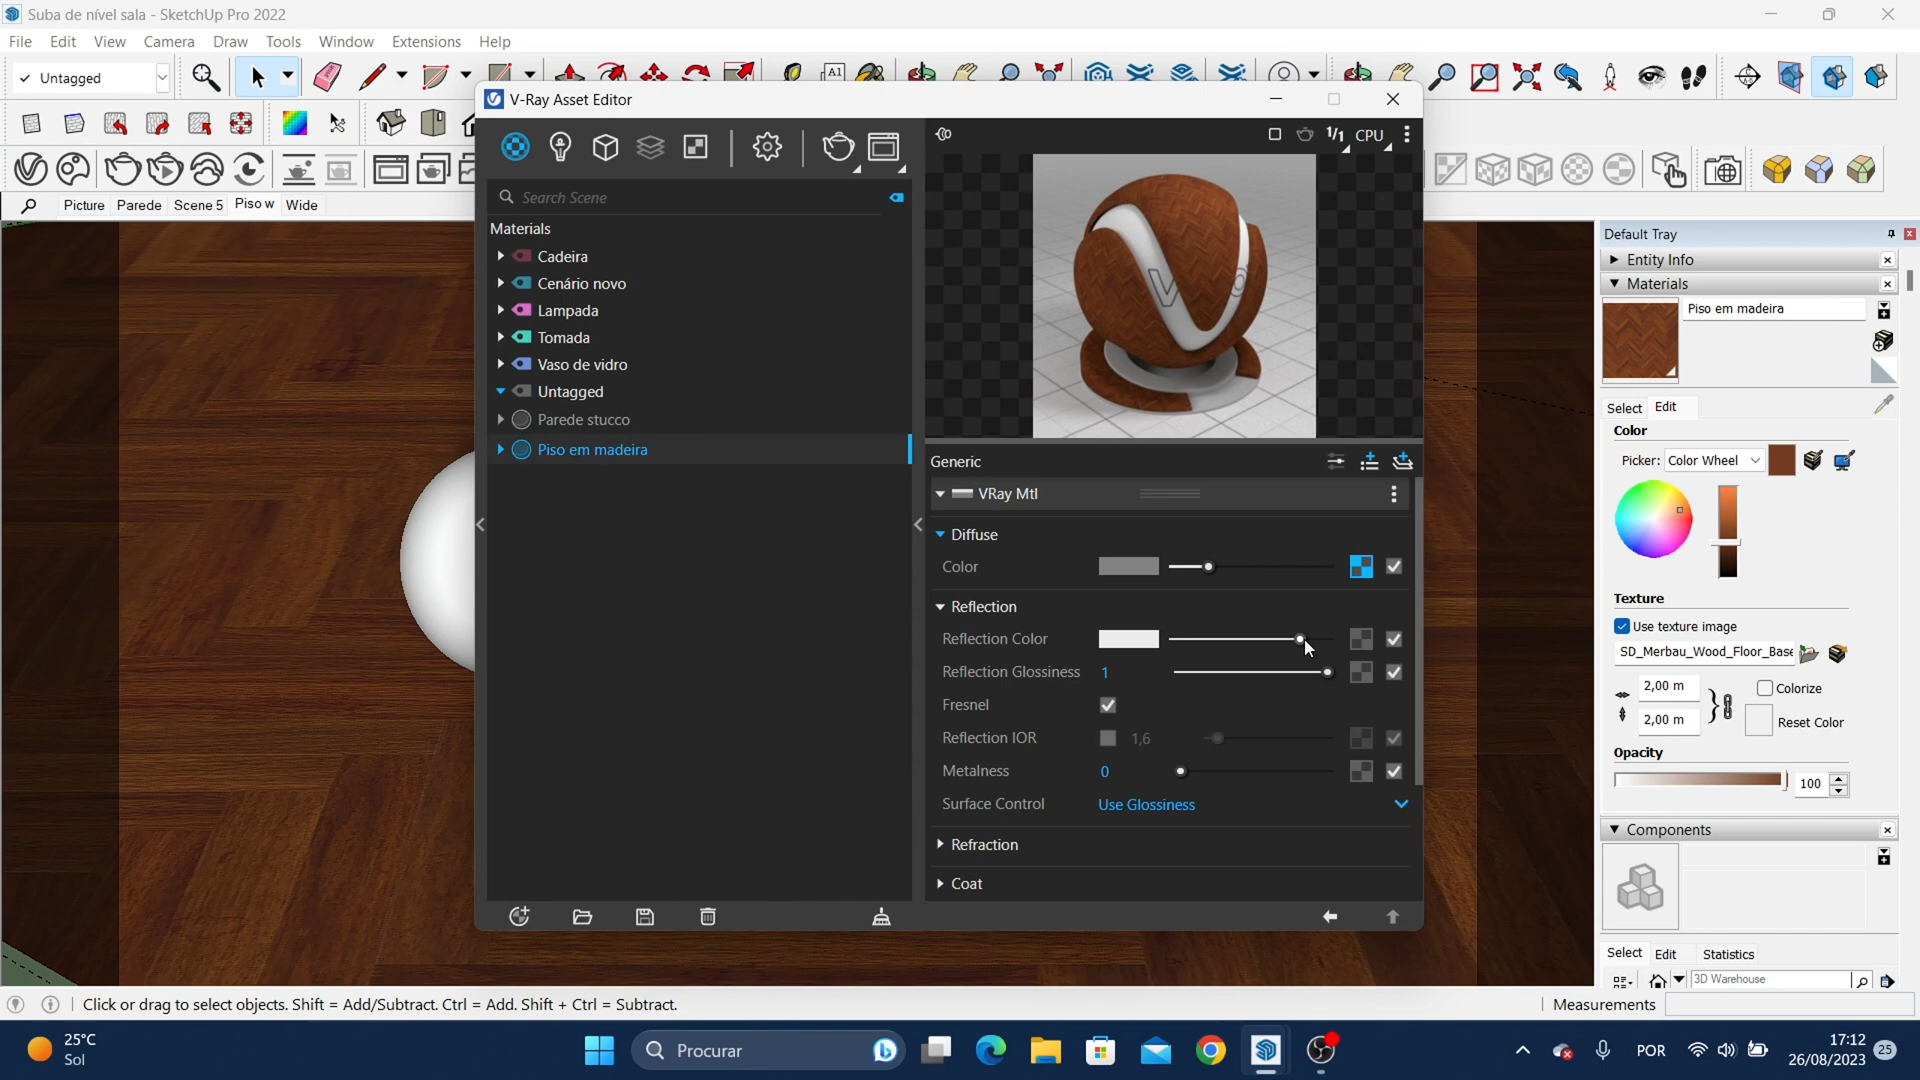 Suba de nível sala - SketchUp Pro 2022
File Edit View Camera Draw Tools Window Extensions Help
Untagged
V-Ray Asset Editor
1/1 CPU
Search Scene
Picture Parede Scene 5 Piso w Wide
Materials
Cadeira
Cenário novo
Lampada
Tomada
Vaso de vidro
Untagged
Parede stucco
Piso em madeira
Generic
VRay Mtl
Diffuse
Color
Reflection
Reflection Color
Reflection Glossiness 1
Fresnel
Reflection IOR 1,6
Metalness 0
Surface Control Use Glossiness
Refraction
Coat
Default Tray
Entity Info
Materials
Piso em madeira
Select Edit
Color
Picker: Color Wheel
Texture
Use texture image
SD_Merbau_Wood_Floor_Base
2,00 m Colorize
2,00 m Reset Color
Opacity
100
Components
Select Edit Statistics
3D Warehouse
Click or drag to select objects. Shift = Add/Subtract. Ctrl = Add. Shift + Ctrl = Subtract.
Measurements
25°C
Sol
Procurar
POR
17:12
26/08/2023
25